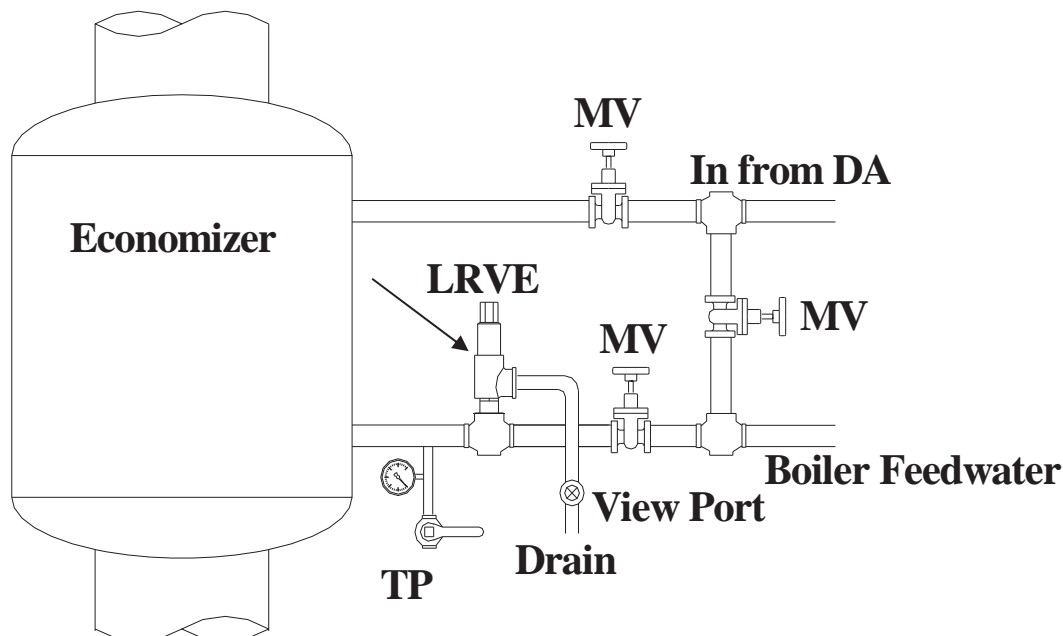 MV
In from DA
Economizer
LRVE
MV
MV
Boiler Feedwater
View Port
Drain
TP